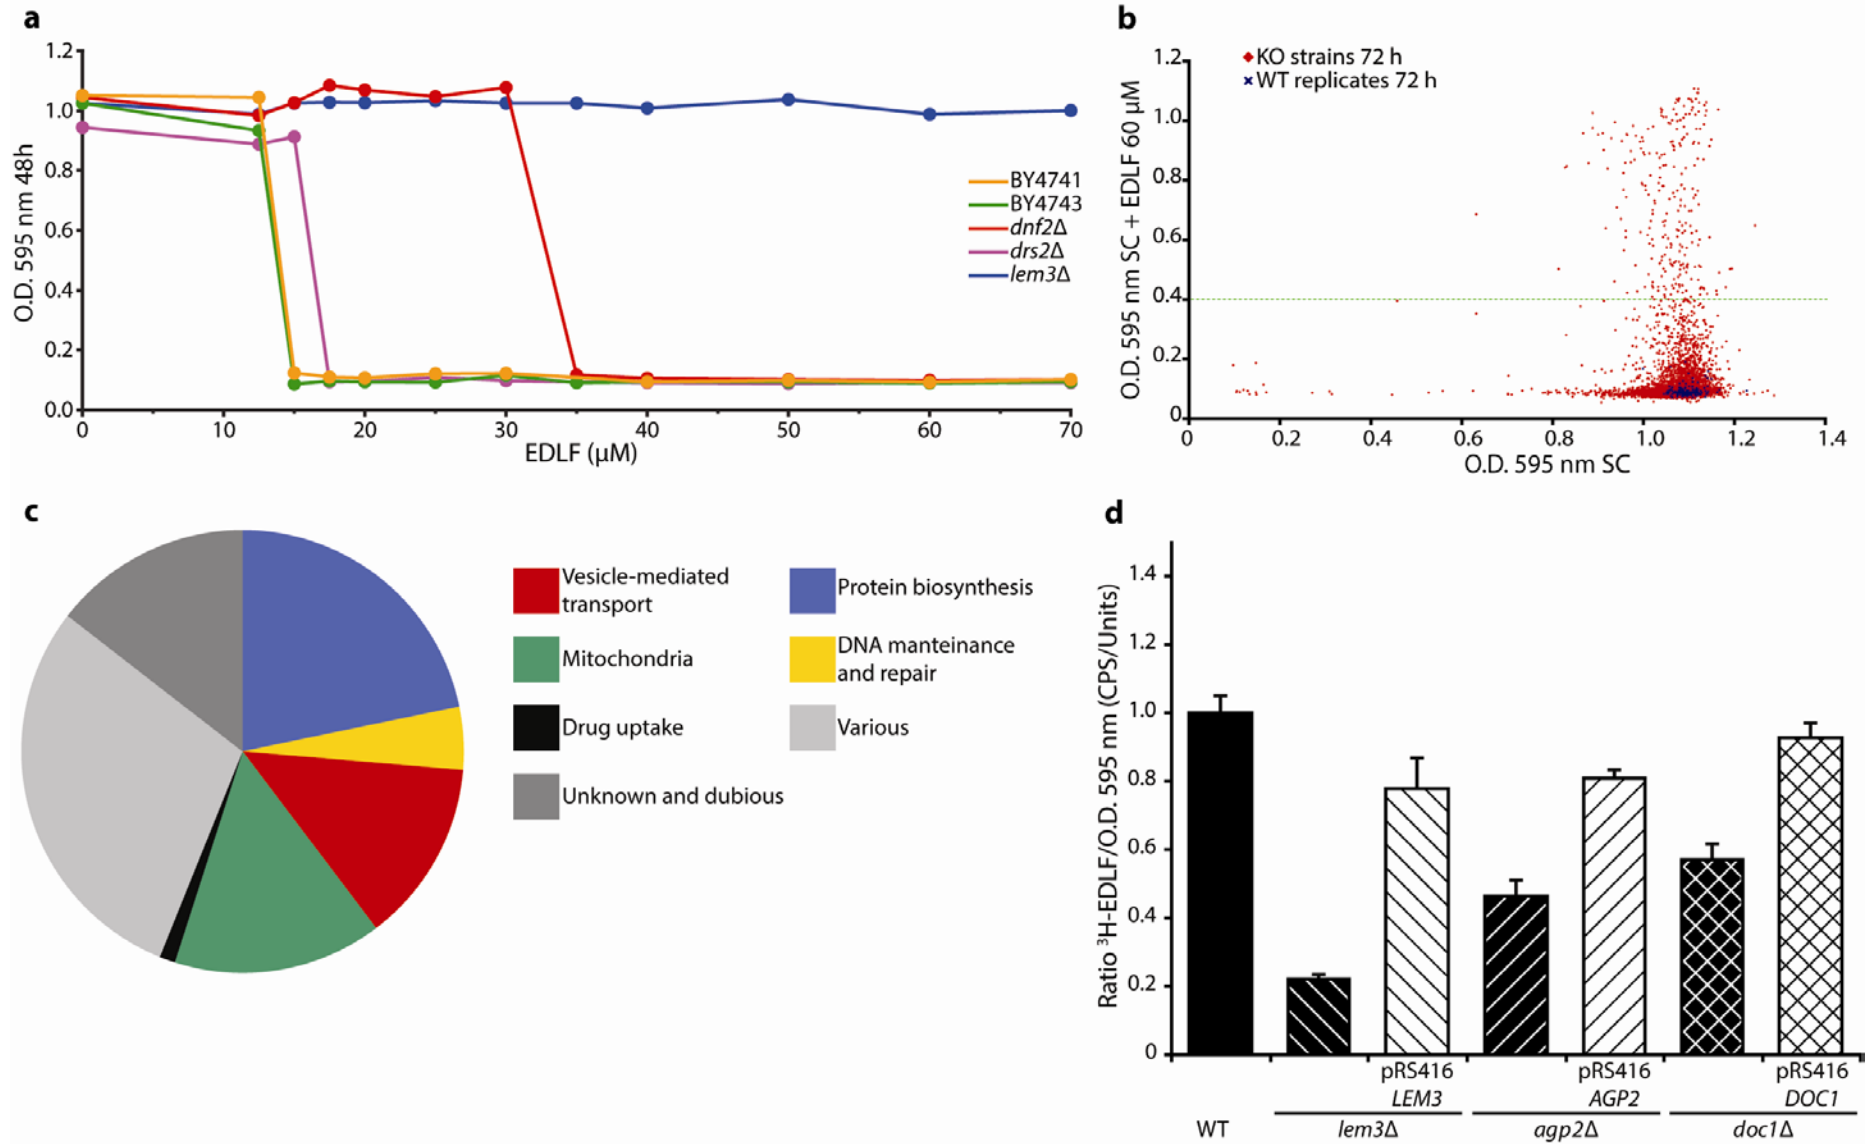 a
O.D. 595 nm 48h
1.2
1.0
0.8
0.6
0.4
0.2
0.0
0 10 20 30 40 50 60 70
EDLF (µM)
BY4741
BY4743
dnf2Δ
drs2Δ
lem3Δ
b
O.D. 595 nm SC + EDLF 60 µM
1.2
1.0
0.8
0.6
0.4
0.2
0
KO strains 72 h
WT replicates 72 h
0 0.2 0.4 0.6 0.8 1.0 1.2 1.4
O.D. 595 nm SC
c
Vesicle-mediated
transport
Mitochondria
Drug uptake
Unknown and dubious
Protein biosynthesis
DNA manteinance
and repair
Various
d
Ratio ³H-EDLF/O.D. 595 nm (CPS/Units)
1.4
1.2
1.0
0.8
0.6
0.4
0.2
0
pRS416 pRS416 pRS416
LEM3 AGP2 DOC1
WT lem3Δ agp2Δ doc1Δ